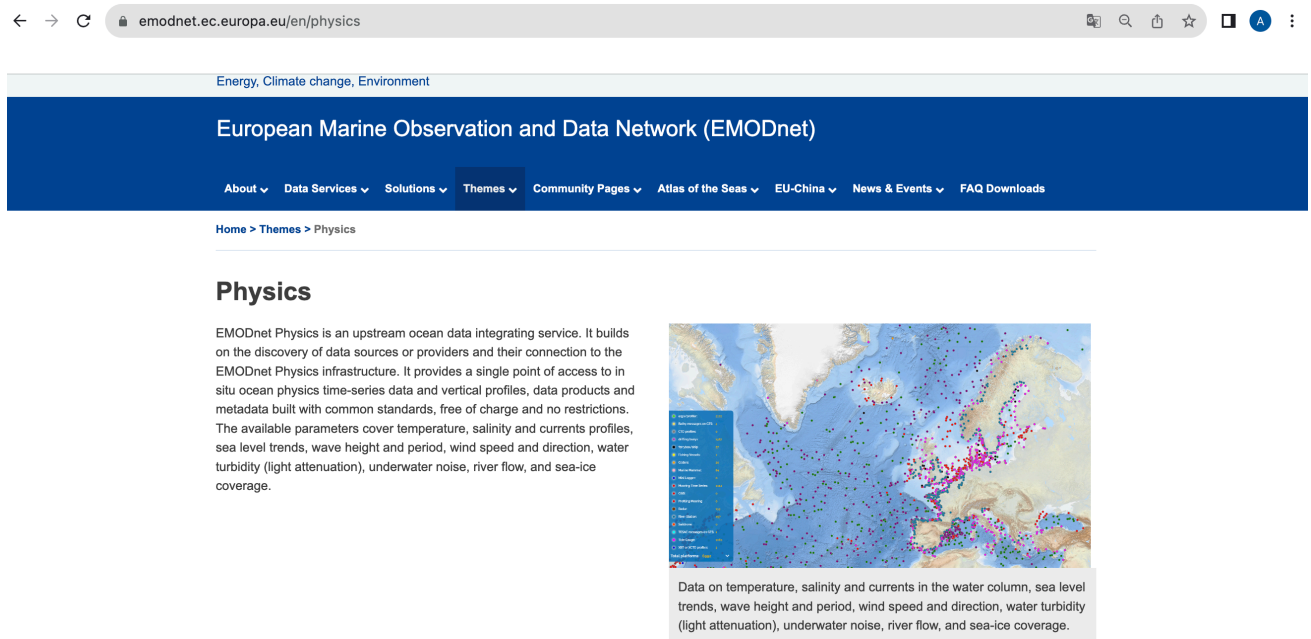 emodnet.ec.europa.eu/en/physics
A
Energy, Climate change, Environment
European Marine Observation and Data Network (EMODnet)
About Data Services Solutions Themes Community Pages Atlas of the Seas EU-China News & Events FAQ Downloads
Home > Themes > Physics
Physics
EMODnet Physics is an upstream ocean data integrating service. It builds
on the discovery of data sources or providers and their connection to the
EMODnet Physics infrastructure. It provides a single point of access to in
situ ocean physics time-series data and vertical profiles, data products and
metadata built with common standards, free of charge and no restrictions.
The available parameters cover temperature, salinity and currents profiles,
sea level trends, wave height and period, wind speed and direction, water
turbidity (light attenuation), underwater noise, river flow, and sea-ice
coverage.
Data on temperature, salinity and currents in the water column, sea level
trends, wave height and period, wind speed and direction, water turbidity
(light attenuation), underwater noise, river flow, and sea-ice coverage.